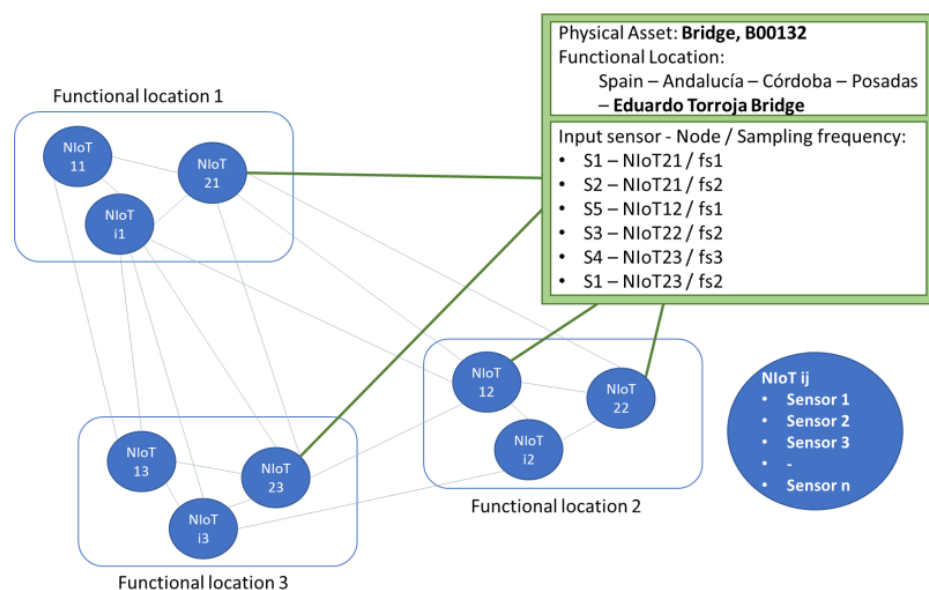 Physical Asset: Bridge, B00132
Functional Location:
Spain – Andalucía – Córdoba – Posadas
– Eduardo Torroja Bridge
Input sensor - Node / Sampling frequency:
• S1 – NIoT21 / fs1
• S2 – NIoT21 / fs2
• S5 – NIoT12 / fs1
• S3 – NIoT22 / fs2
• S4 – NIoT23 / fs3
• S1 – NIoT23 / fs2
Functional location 1
NIoT
11
NIoT
21
NIoT
i1
NIoT
12
NIoT
22
NIoT
i2
Functional location 2
NIoT ij
• Sensor 1
• Sensor 2
• Sensor 3
• -
• Sensor n
NIoT
13
NIoT
23
NIoT
i3
Functional location 3